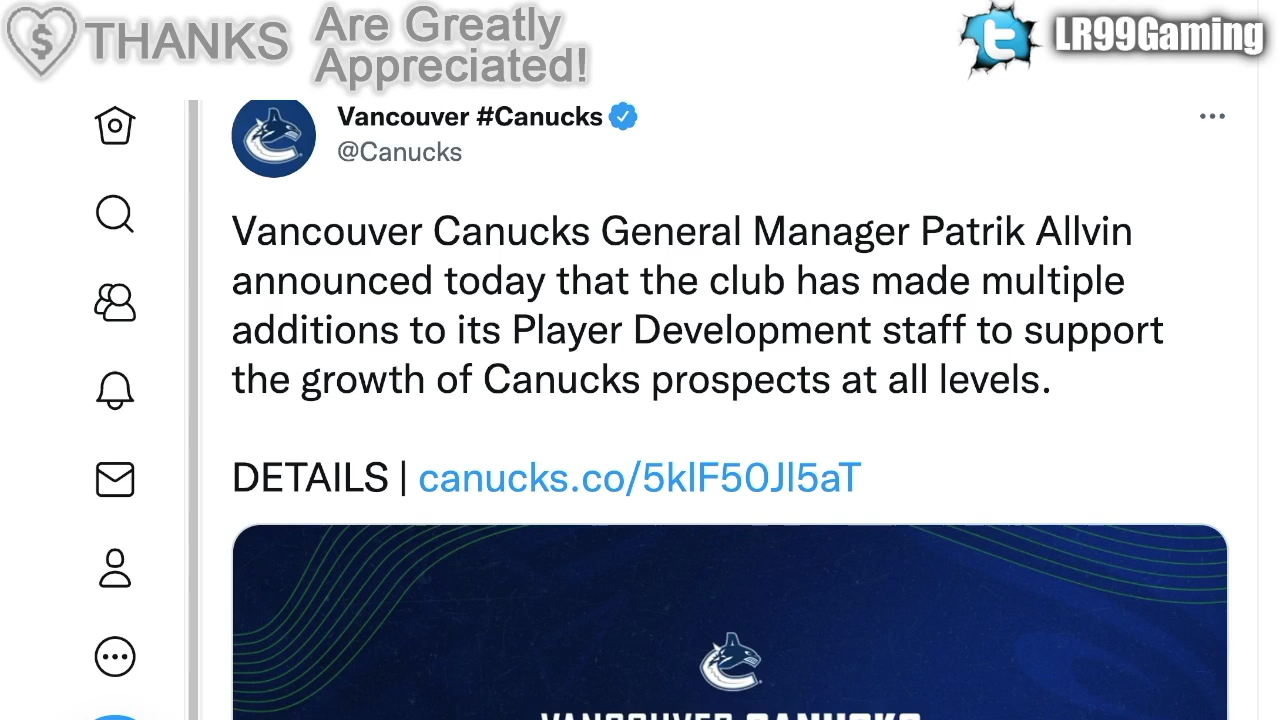 THANKS
Are Greatly
Appreciated!
LR99Gaming
Vancouver #Canucks
@Canucks
Vancouver Canucks General Manager Patrik Allvin
announced today that the club has made multiple
additions to its Player Development staff to support
the growth of Canucks prospects at all levels.
DETAILS | canucks.co/5klF50Jl5aT
VANCOUVER CANUCKS